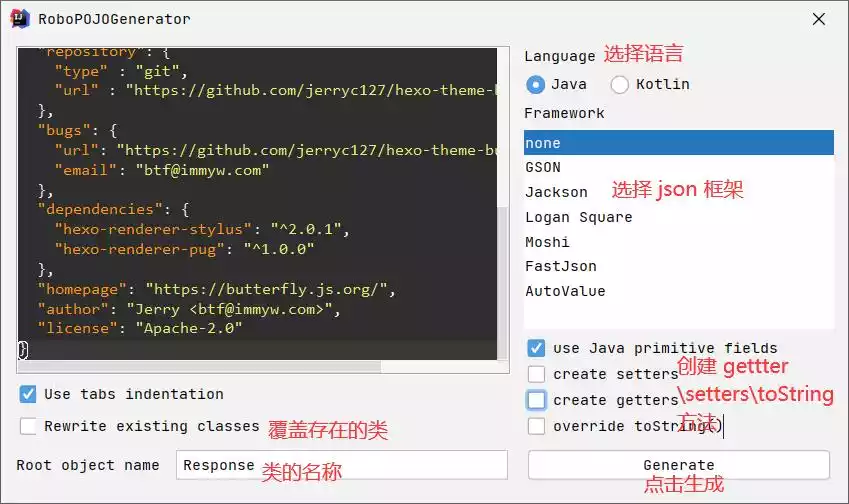 RoboPOJOGenerator
"repository": {
"type" : "git",
"url" : "https://github.com/jerryc127/hexo-theme-b
},
"bugs": {
"url": "https://github.com/jerryc127/hexo-theme-bu
"email": "btf@immyw.com"
},
"dependencies": {
"hexo-renderer-stylus": "^2.0.1",
"hexo-renderer-pug": "^1.0.0"
},
"homepage": "https://butterfly.js.org/",
"author": "Jerry <btf@immyw.com>",
"license": "Apache-2.0"
}
Use tabs indentation
Rewrite existing classes 覆盖存在的类
Root object name Response 类的名称
Language 选择语言
Java Kotlin
Framework
none
GSON
Jackson 选择 json 框架
Logan Square
Moshi
FastJson
AutoValue
use Java primitive fields
create setters 创建 gettter
create getters \setters\toString
override toString() 方法
Generate
点击生成